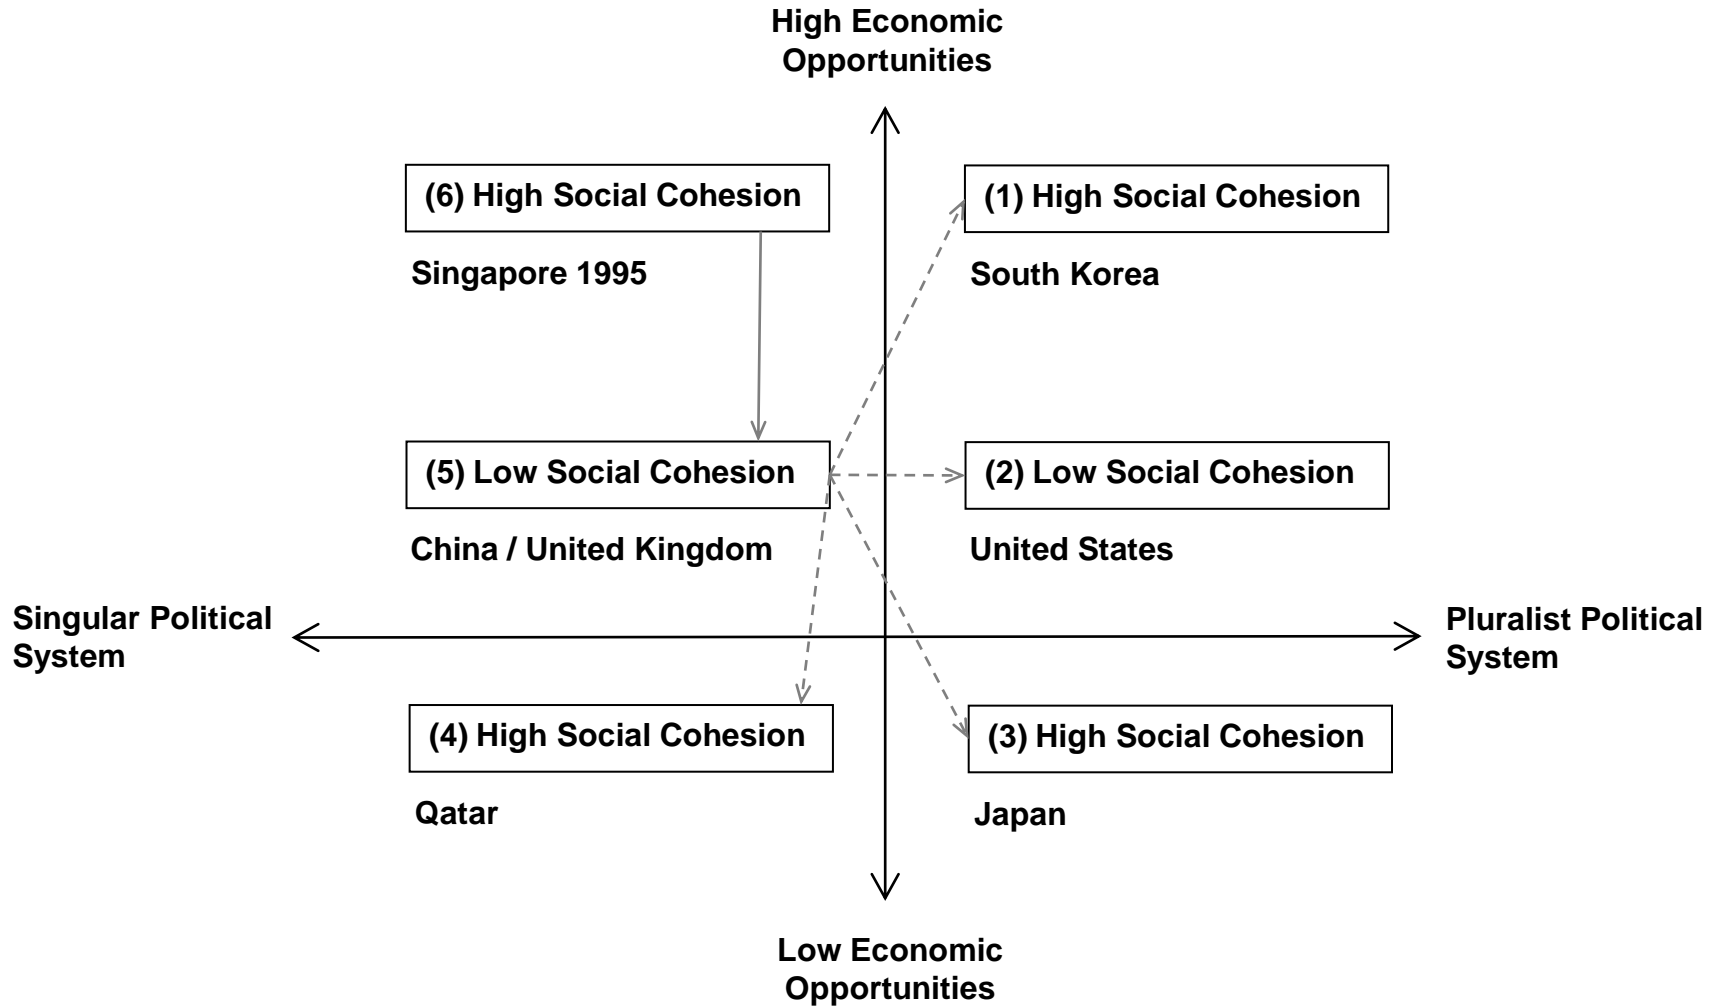 High Economic
Opportunities
(6) High Social Cohesion
(1) High Social Cohesion
Singapore 1995
South Korea
(5) Low Social Cohesion
(2) Low Social Cohesion
China / United Kingdom
United States
Singular Political
System
Pluralist Political
System
(4) High Social Cohesion
(3) High Social Cohesion
Qatar
Japan
Low Economic
Opportunities